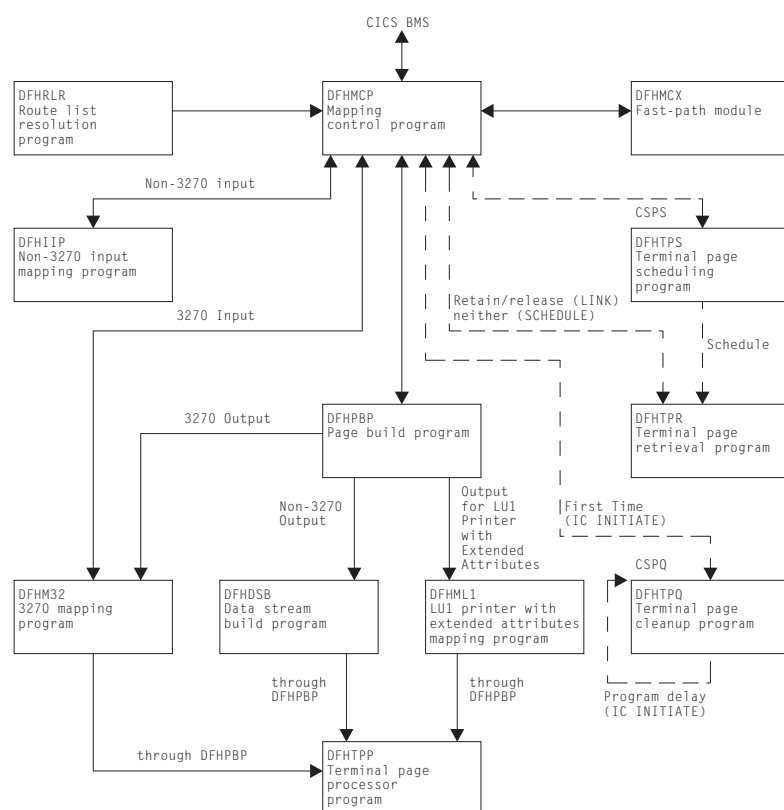 CICS BMS
DFHRLR
Route list
resolution
program
DFHMCP
Mapping
control program
DFHMCX
Fast-path module
Non-3270 input
CSPS
DFHIIP
Non-3270 input
mapping program
DFHTPS
Terminal page
scheduling
program
Retain/release (LINK)
neither (SCHEDULE)
3270 Input
Schedule
DFHPBP
Page build program
DFHTPR
Terminal page
retrieval program
3270 Output
Non-3270
Output
Output
for LU1
Printer
with
Extended
Attributes
First Time
(IC INITIATE)
CSPQ
DFHM32
3270 mapping
program
DFHDSB
Data stream
build program
DFHML1
LU1 printer with
extended attributes
mapping program
DFHTPQ
Terminal page
cleanup program
through
DFHPBP
through
DFHPBP
Program delay
(IC INITIATE)
through DFHPBP
DFHTPP
Terminal page
processor
program